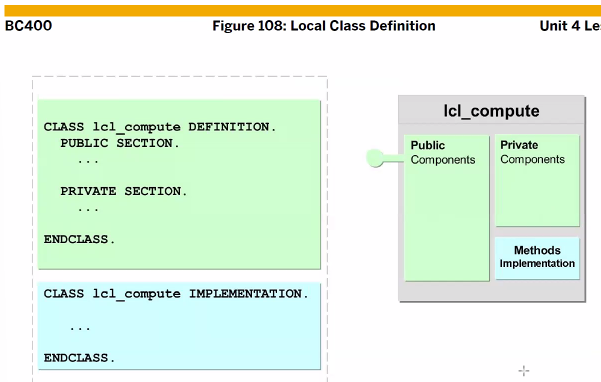 BC400 Figure 108: Local Class Definition Unit 4 Le
CLASS lcl_compute DEFINITION.
PUBLIC SECTION.
...
PRIVATE SECTION.
...
ENDCLASS.
CLASS lcl_compute IMPLEMENTATION.
...
ENDCLASS.
lcl_compute
Public
Components
Private
Components
Methods
Implementation